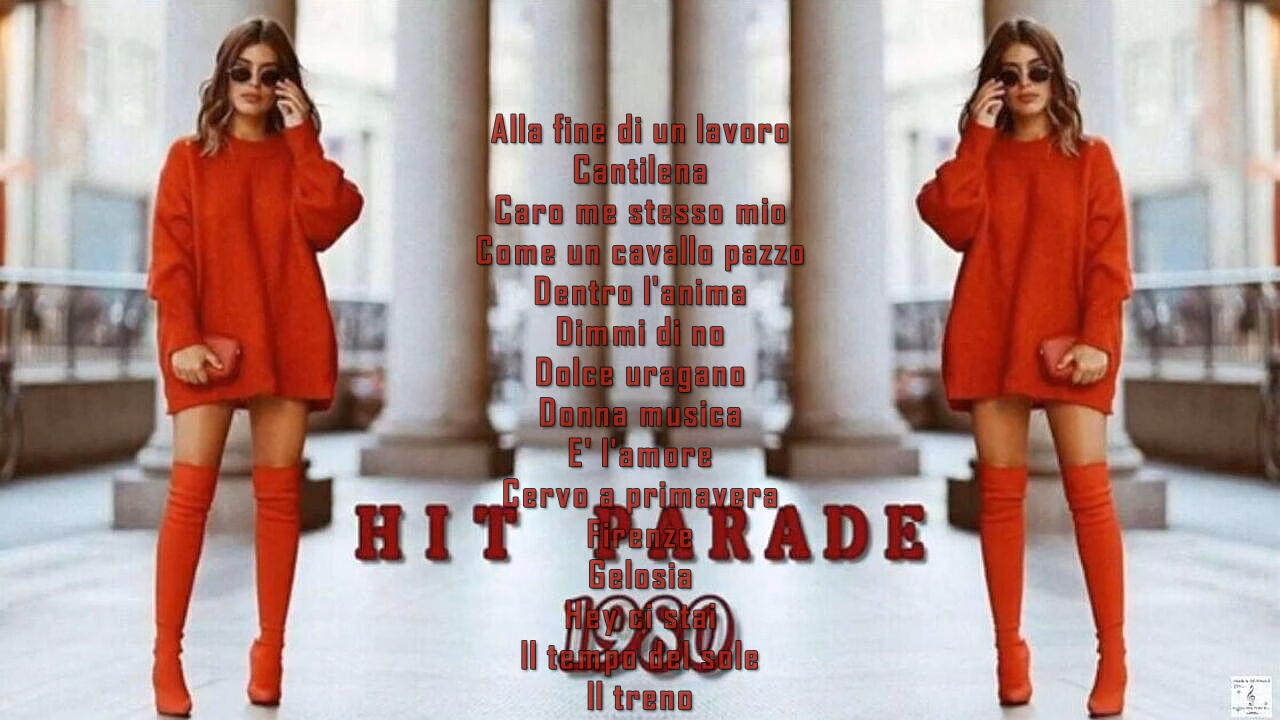 Alla fine di un lavoro
Cantilena
Caro me stesso mio
Come un cavallo pazzo
Dentro l'anima
Dimmi di no
Dolce uragano
Donna musica
E' l'amore
Cervo a primavera
HIT PARADE
Firenze
Gelosia
Hey ci stai
1980
Il tempo del sole
Il treno